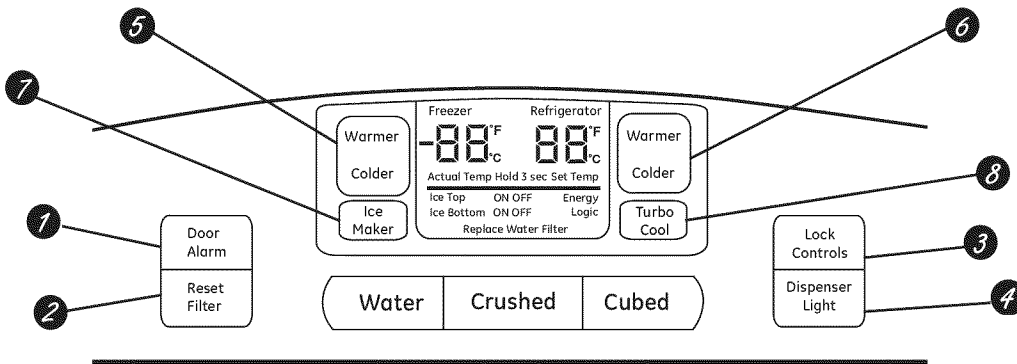 5
6
7
Freezer Refrigerator
Warmer
Colder
-88 °F °C
88 °F °C
Warmer
Colder
Actual Temp Hold 3 sec Set Temp
Ice Top ON OFF Energy
Ice Bottom ON OFF Logic
Replace Water Filter
Ice
Maker
Turbo
Cool
8
1
Door
Alarm
Reset
Filter
2
Lock
Controls
3
Dispenser
Light
4
Water Crushed Cubed